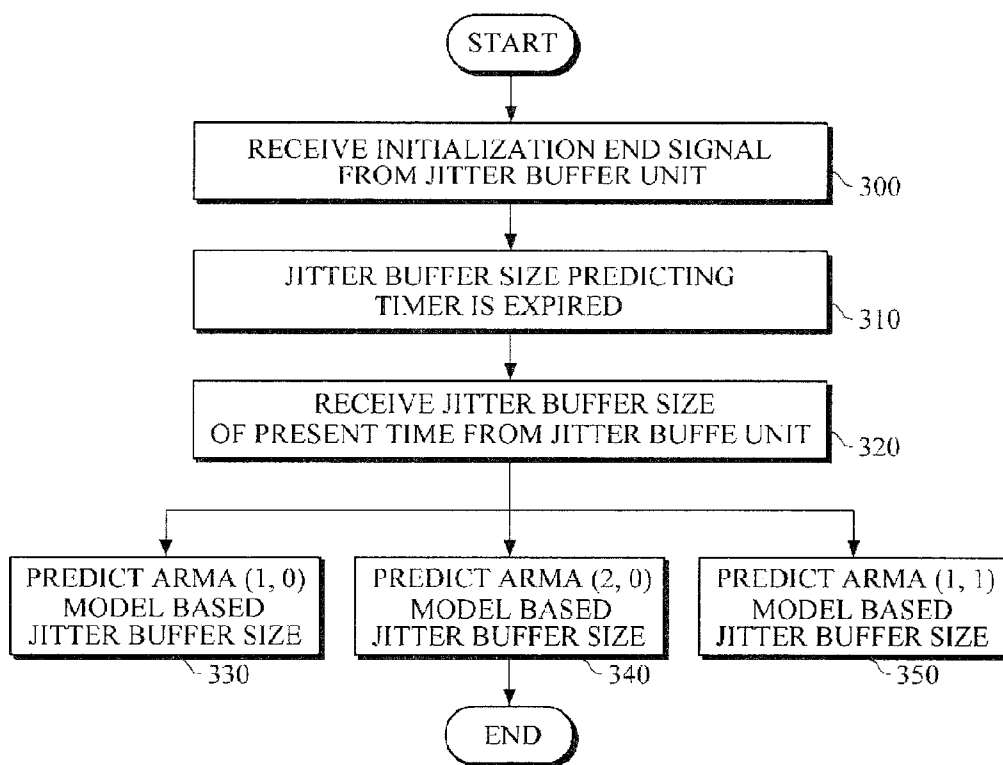 START
RECEIVE INITIALIZATION END SIGNAL
FROM JITTER BUFFER UNIT
300
JITTER BUFFER SIZE PREDICTING
TIMER IS EXPIRED
310
RECEIVE JITTER BUFFER SIZE
OF PRESENT TIME FROM JITTER BUFFE UNIT
320
PREDICT ARMA (1, 0)
MODEL BASED
JITTER BUFFER SIZE
330
PREDICT ARMA (2, 0)
MODEL BASED
JITTER BUFFER SIZE
340
PREDICT ARMA (1, 1)
MODEL BASED
JITTER BUFFER SIZE
350
END